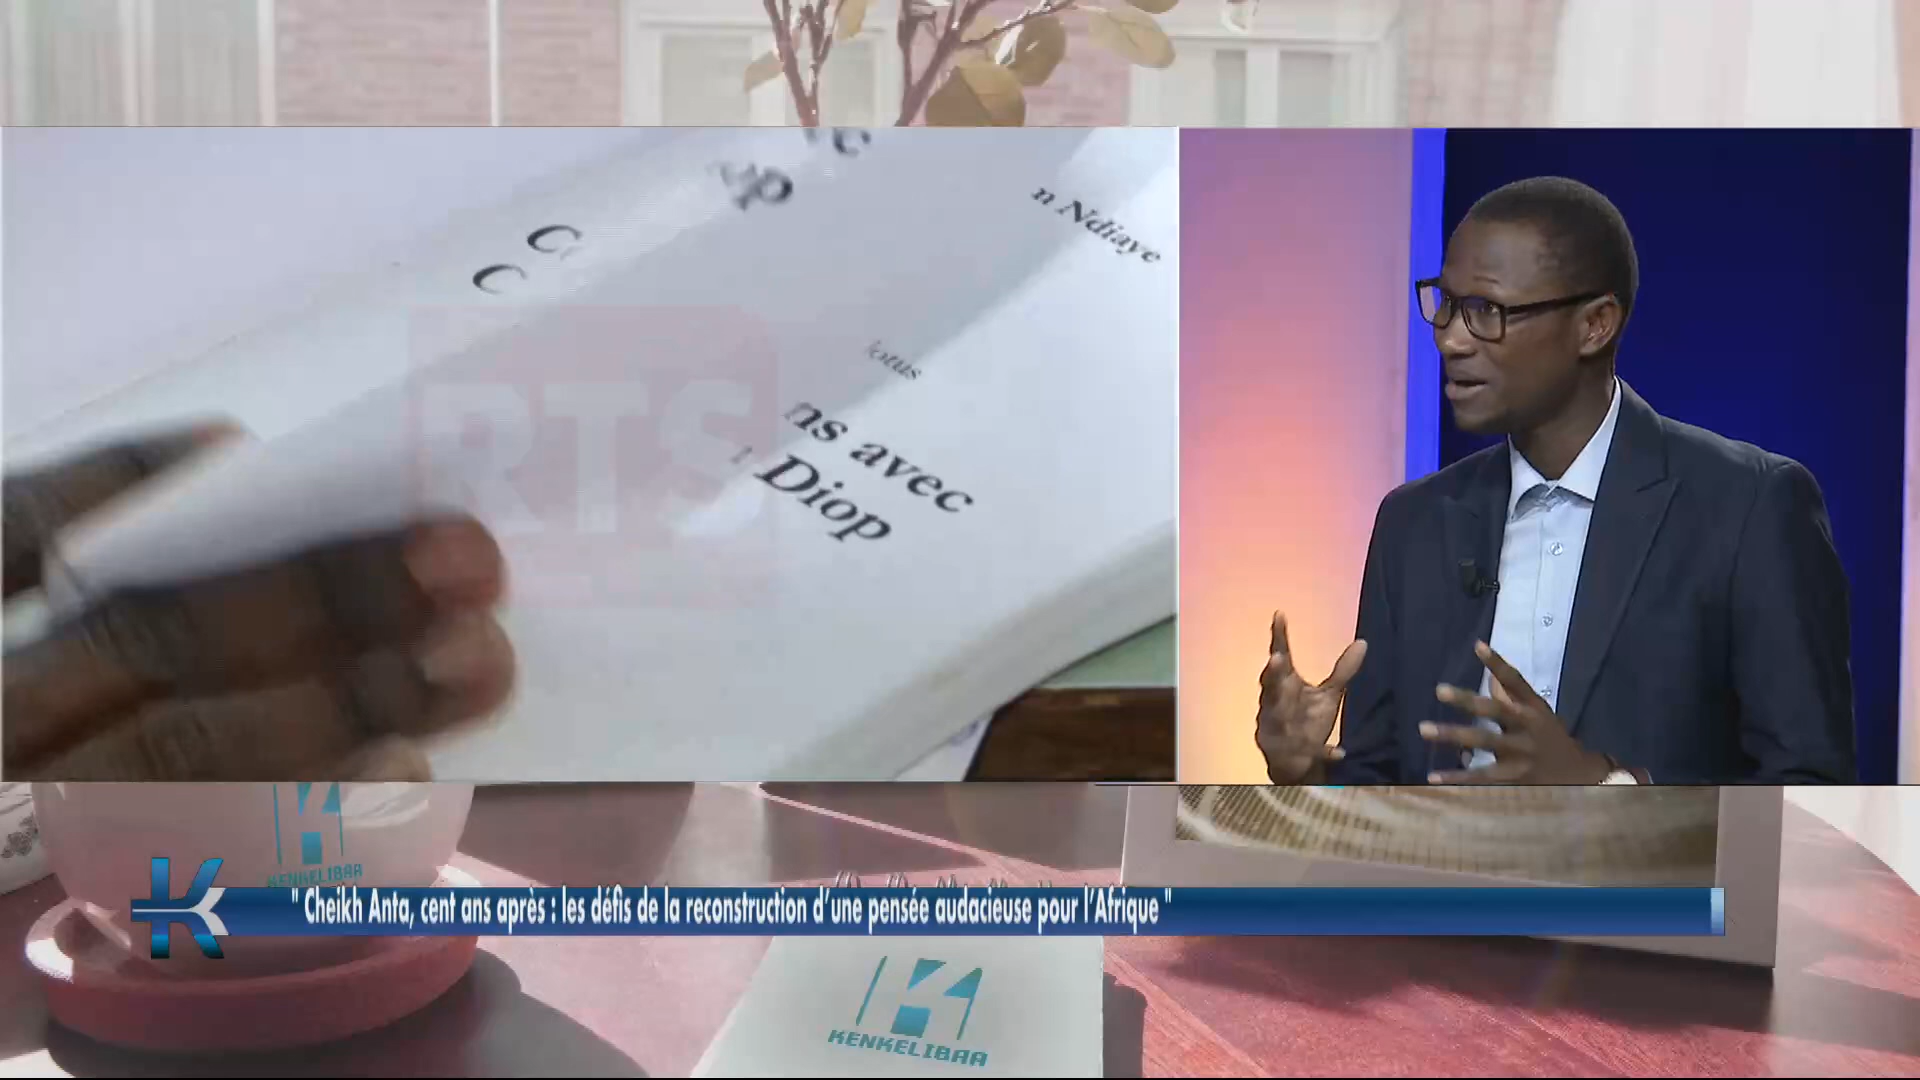 n Ndiaye
lotus
ns avec
Diop
RTS
KENKELIBAA
" Cheikh Anta, cent ans après : les défis de la reconstruction d'une pensée audacieuse pour l'Afrique "
KENKELIBAA